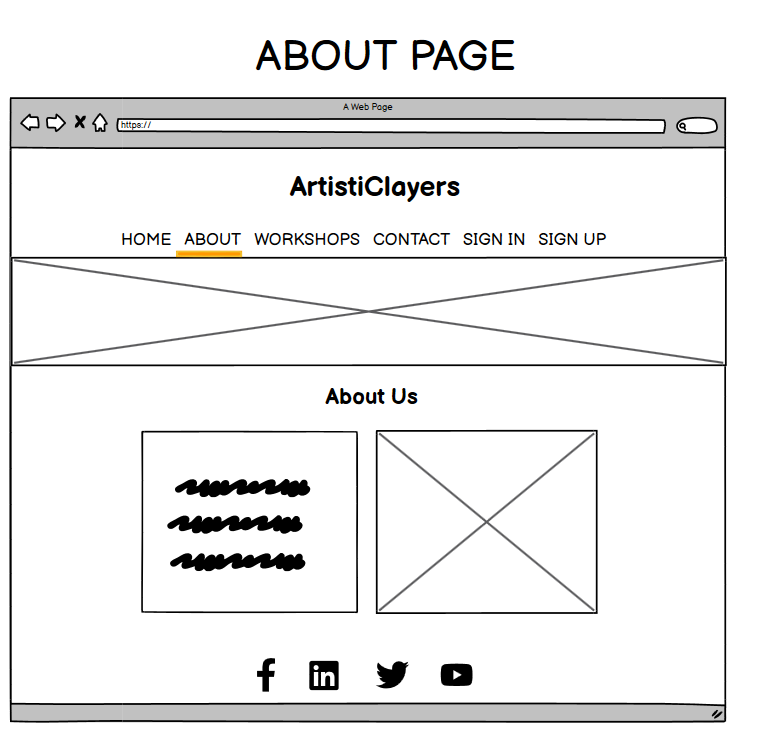 ABOUT PAGE
A Web Page
https://
ArtistiClayers
HOME ABOUT WORKSHOPS CONTACT SIGN IN SIGN UP
About Us